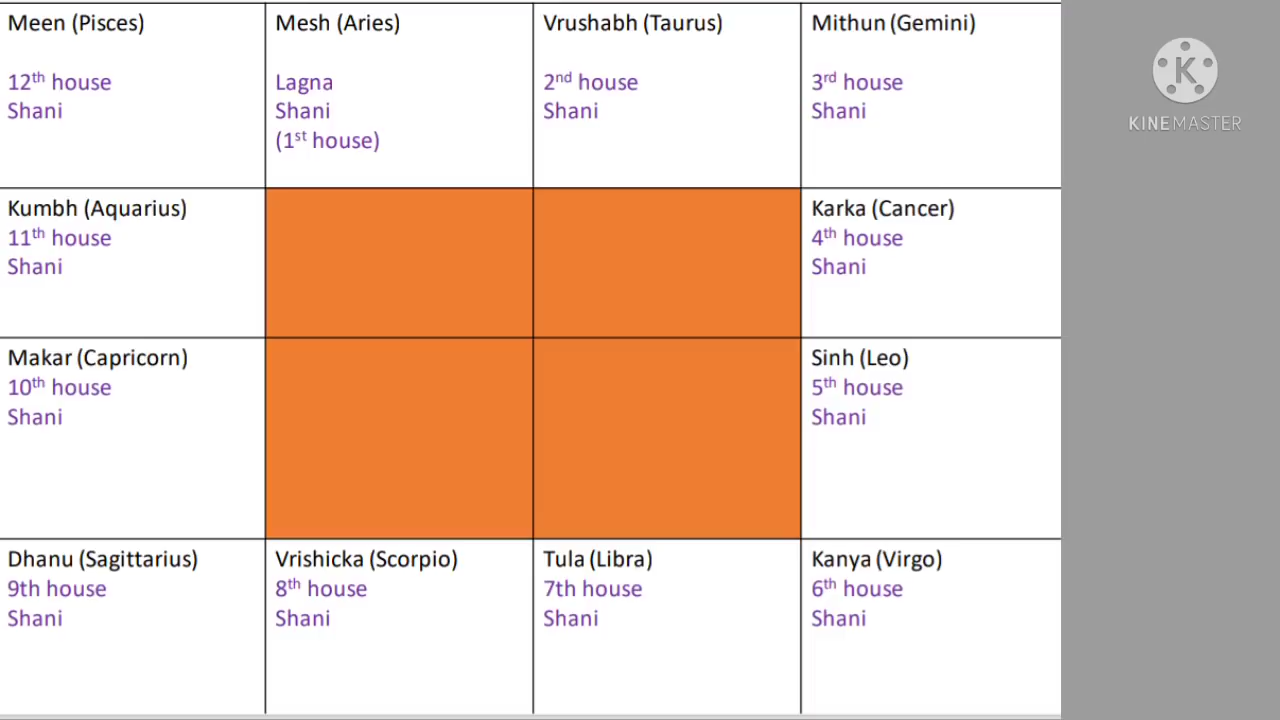 Meen (Pisces)
12th house
Shani
Mesh (Aries)
Lagna
Shani
(1st house)
Vrushabh (Taurus)
2nd house
Shani
Mithun (Gemini)
3rd house
Shani
Kumbh (Aquarius)
11th house
Shani
Karka (Cancer)
4th house
Shani
Makar (Capricorn)
10th house
Shani
Sinh (Leo)
5th house
Shani
Dhanu (Sagittarius)
9th house
Shani
Vrishicka (Scorpio)
8th house
Shani
Tula (Libra)
7th house
Shani
Kanya (Virgo)
6th house
Shani
K
KINEMASTER